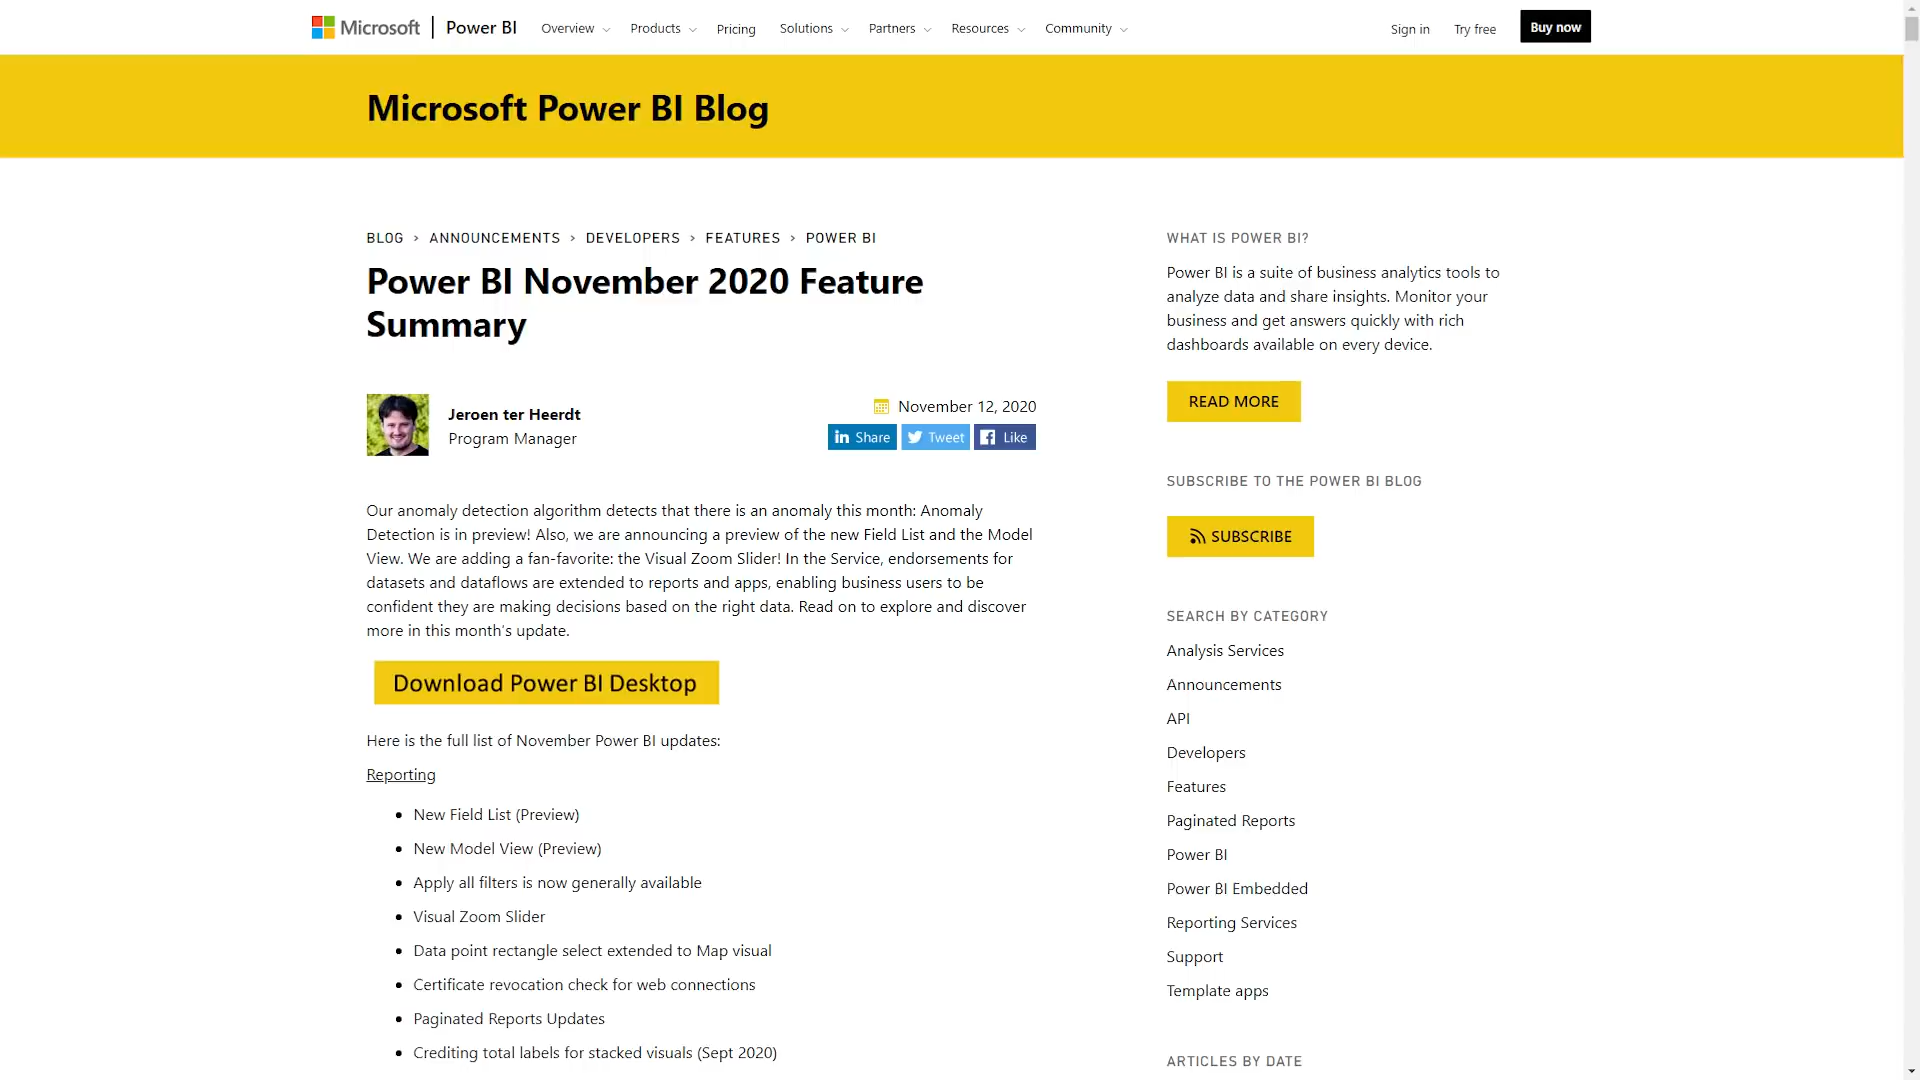 Microsoft | Power BI Overview Products Pricing Solutions Partners Resources Community Sign in Try free Buy now
Microsoft Power BI Blog
BLOG > ANNOUNCEMENTS > DEVELOPERS > FEATURES > POWER BI
Power BI November 2020 Feature
Summary
Jeroen ter Heerdt
Program Manager
November 12, 2020
in Share Tweet Like
Our anomaly detection algorithm detects that there is an anomaly this month: Anomaly
Detection is in preview! Also, we are announcing a preview of the new Field List and the Model
View. We are adding a fan-favorite: the Visual Zoom Slider! In the Service, endorsements for
datasets and dataflows are extended to reports and apps, enabling business users to be
confident they are making decisions based on the right data. Read on to explore and discover
more in this month's update.
Download Power BI Desktop
Here is the full list of November Power BI updates:
Reporting
• New Field List (Preview)
• New Model View (Preview)
• Apply all filters is now generally available
• Visual Zoom Slider
• Data point rectangle select extended to Map visual
• Certificate revocation check for web connections
• Paginated Reports Updates
• Crediting total labels for stacked visuals (Sept 2020)
WHAT IS POWER BI?
Power BI is a suite of business analytics tools to
analyze data and share insights. Monitor your
business and get answers quickly with rich
dashboards available on every device.
READ MORE
SUBSCRIBE TO THE POWER BI BLOG
SUBSCRIBE
SEARCH BY CATEGORY
Analysis Services
Announcements
API
Developers
Features
Paginated Reports
Power BI
Power BI Embedded
Reporting Services
Support
Template apps
ARTICLES BY DATE